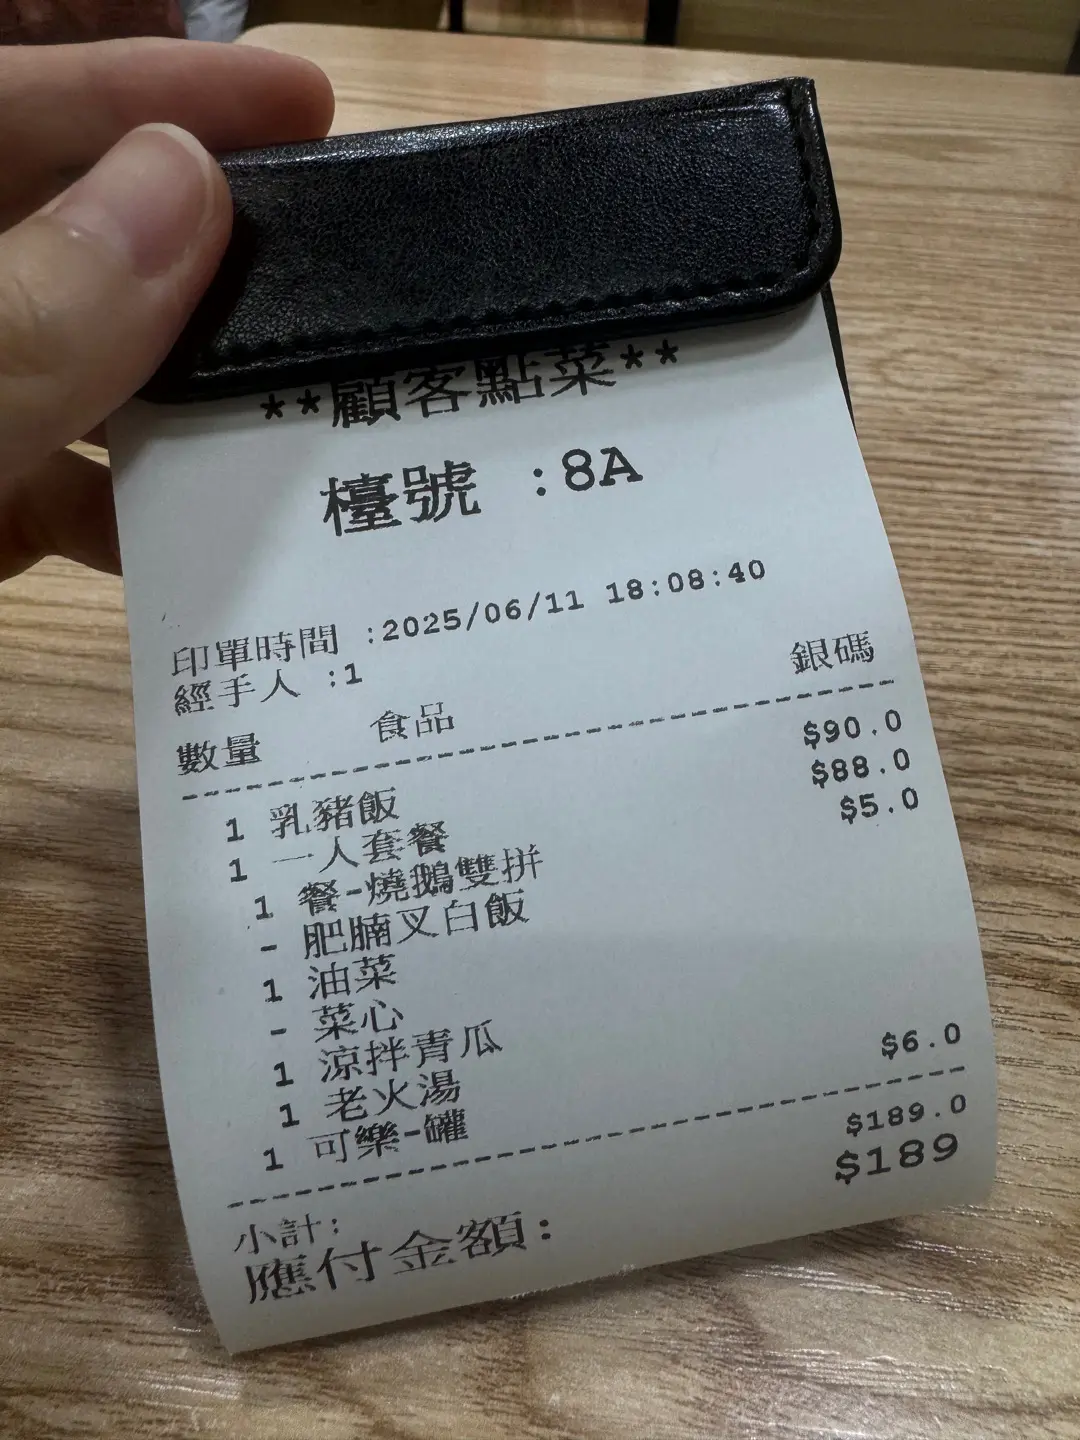 **顧客點菜**
檯號 :8A
印單時間 :2025/06/11 18:08:40
經手人 :1
數量 食品 銀碼
1 乳豬飯 $90.0
1 一人套餐 $88.0
1 餐-燒鵝雙拼 $5.0
- 肥腩叉白飯
1 油菜
- 菜心
1 涼拌青瓜
1 老火湯
1 可樂-罐 $6.0
小計: $189.0
應付金額: $189